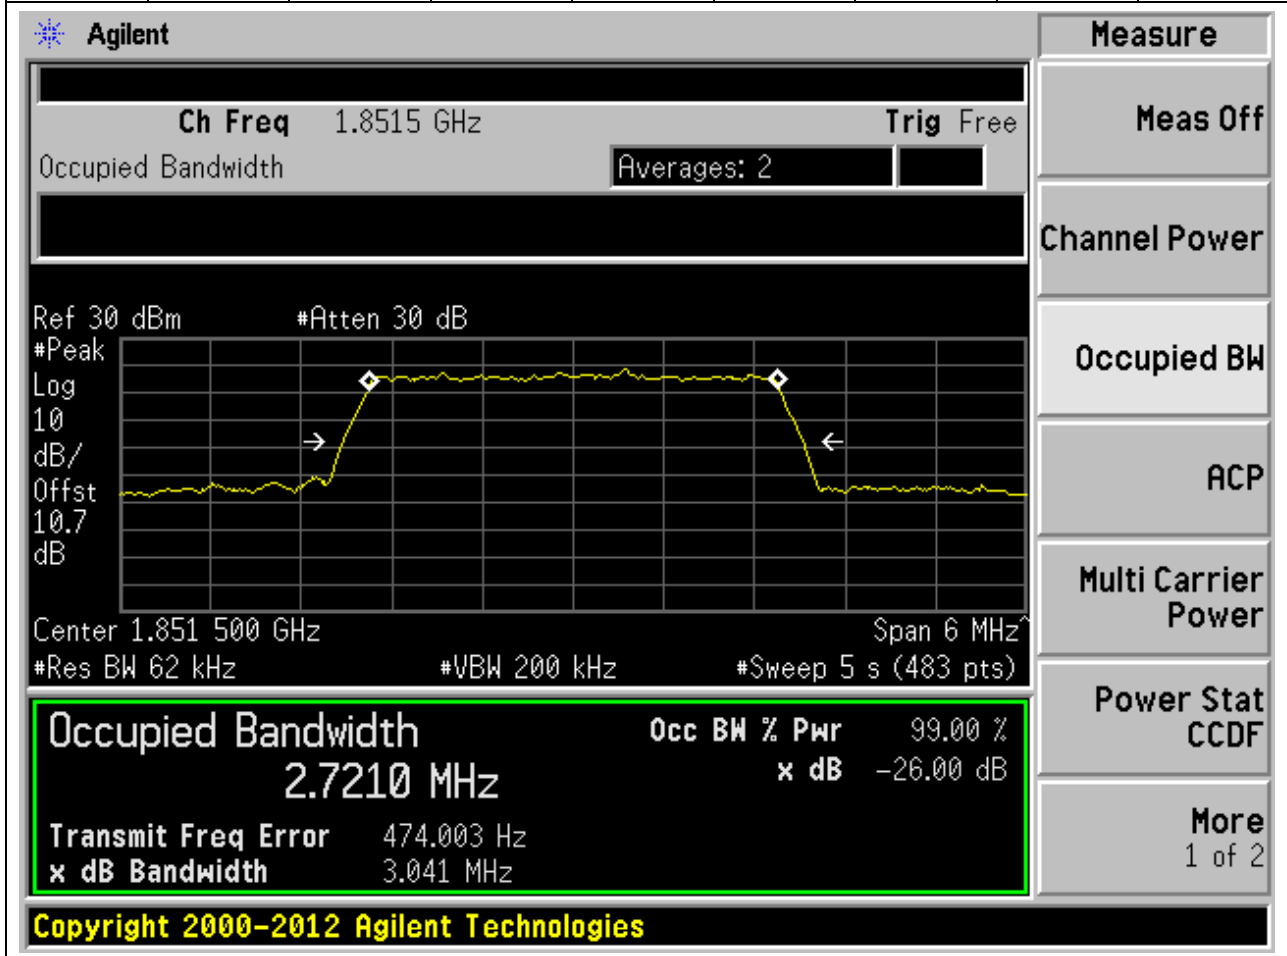 Agilent
Measure
Ch Freq 1.8515 GHz Trig Free
Occupied Bandwidth Averages: 2
Meas Off
Channel Power
Occupied BW
ACP
Multi Carrier
Power
Power Stat
CCDF
More
1 of 2
Ref 30 dBm #Atten 30 dB
#Peak
Log
10
dB/
Offst
10.7
dB
Center 1.851 500 GHz Span 6 MHz^
#Res BW 62 kHz #VBW 200 kHz #Sweep 5 s (483 pts)
Occupied Bandwidth Occ BW % Pwr 99.00 %
2.7210 MHz x dB -26.00 dB
Transmit Freq Error 474.003 Hz
x dB Bandwidth 3.041 MHz
Copyright 2000-2012 Agilent Technologies